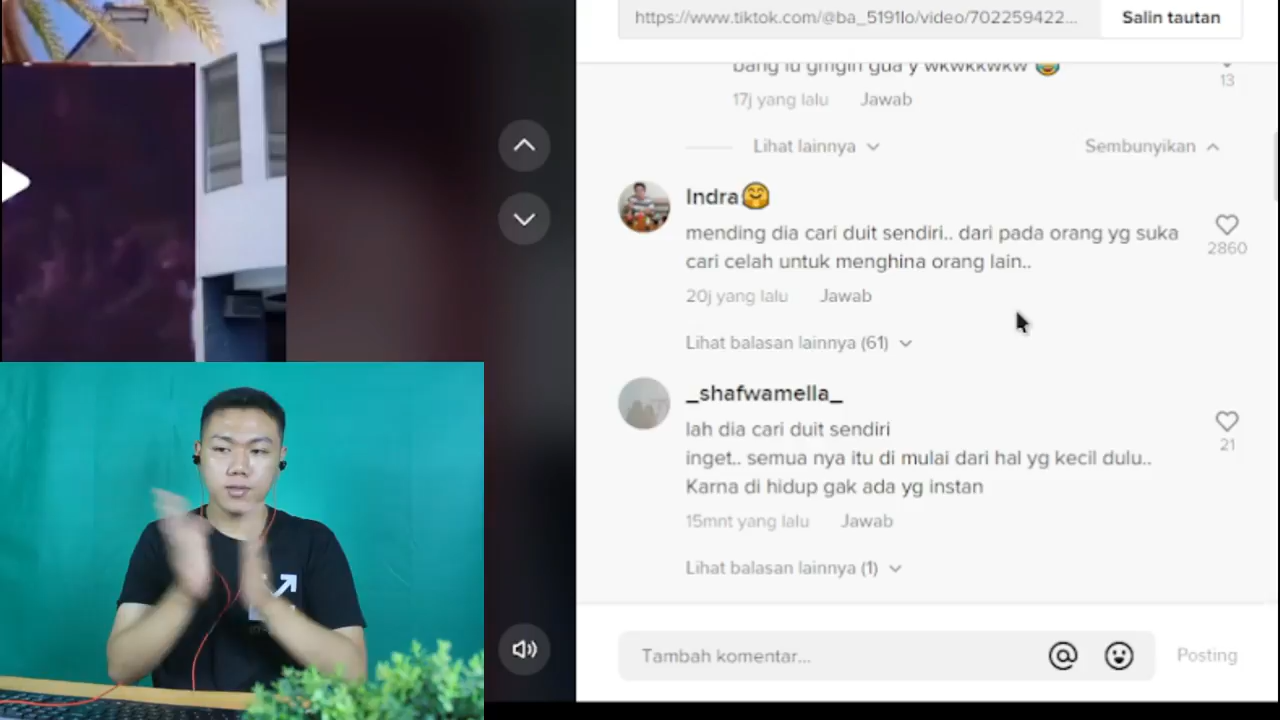 https://www.tiktok.com/@ba_5191lo/video/702259422...
Salin tautan
bang lu gmgin gua y wkwkkwkw 🤣
13
17j yang lalu Jawab
Lihat lainnya
Sembunyikan
Indra🤗
mending dia cari duit sendiri.. dari pada orang yg suka
cari celah untuk menghina orang lain..
2860
20j yang lalu Jawab
Lihat balasan lainnya (61)
_shafwamella_
lah dia cari duit sendiri
inget.. semua nya itu di mulai dari hal yg kecil dulu..
Karna di hidup gak ada yg instan
21
15mnt yang lalu Jawab
Lihat balasan lainnya (1)
Tambah komentar...
Posting